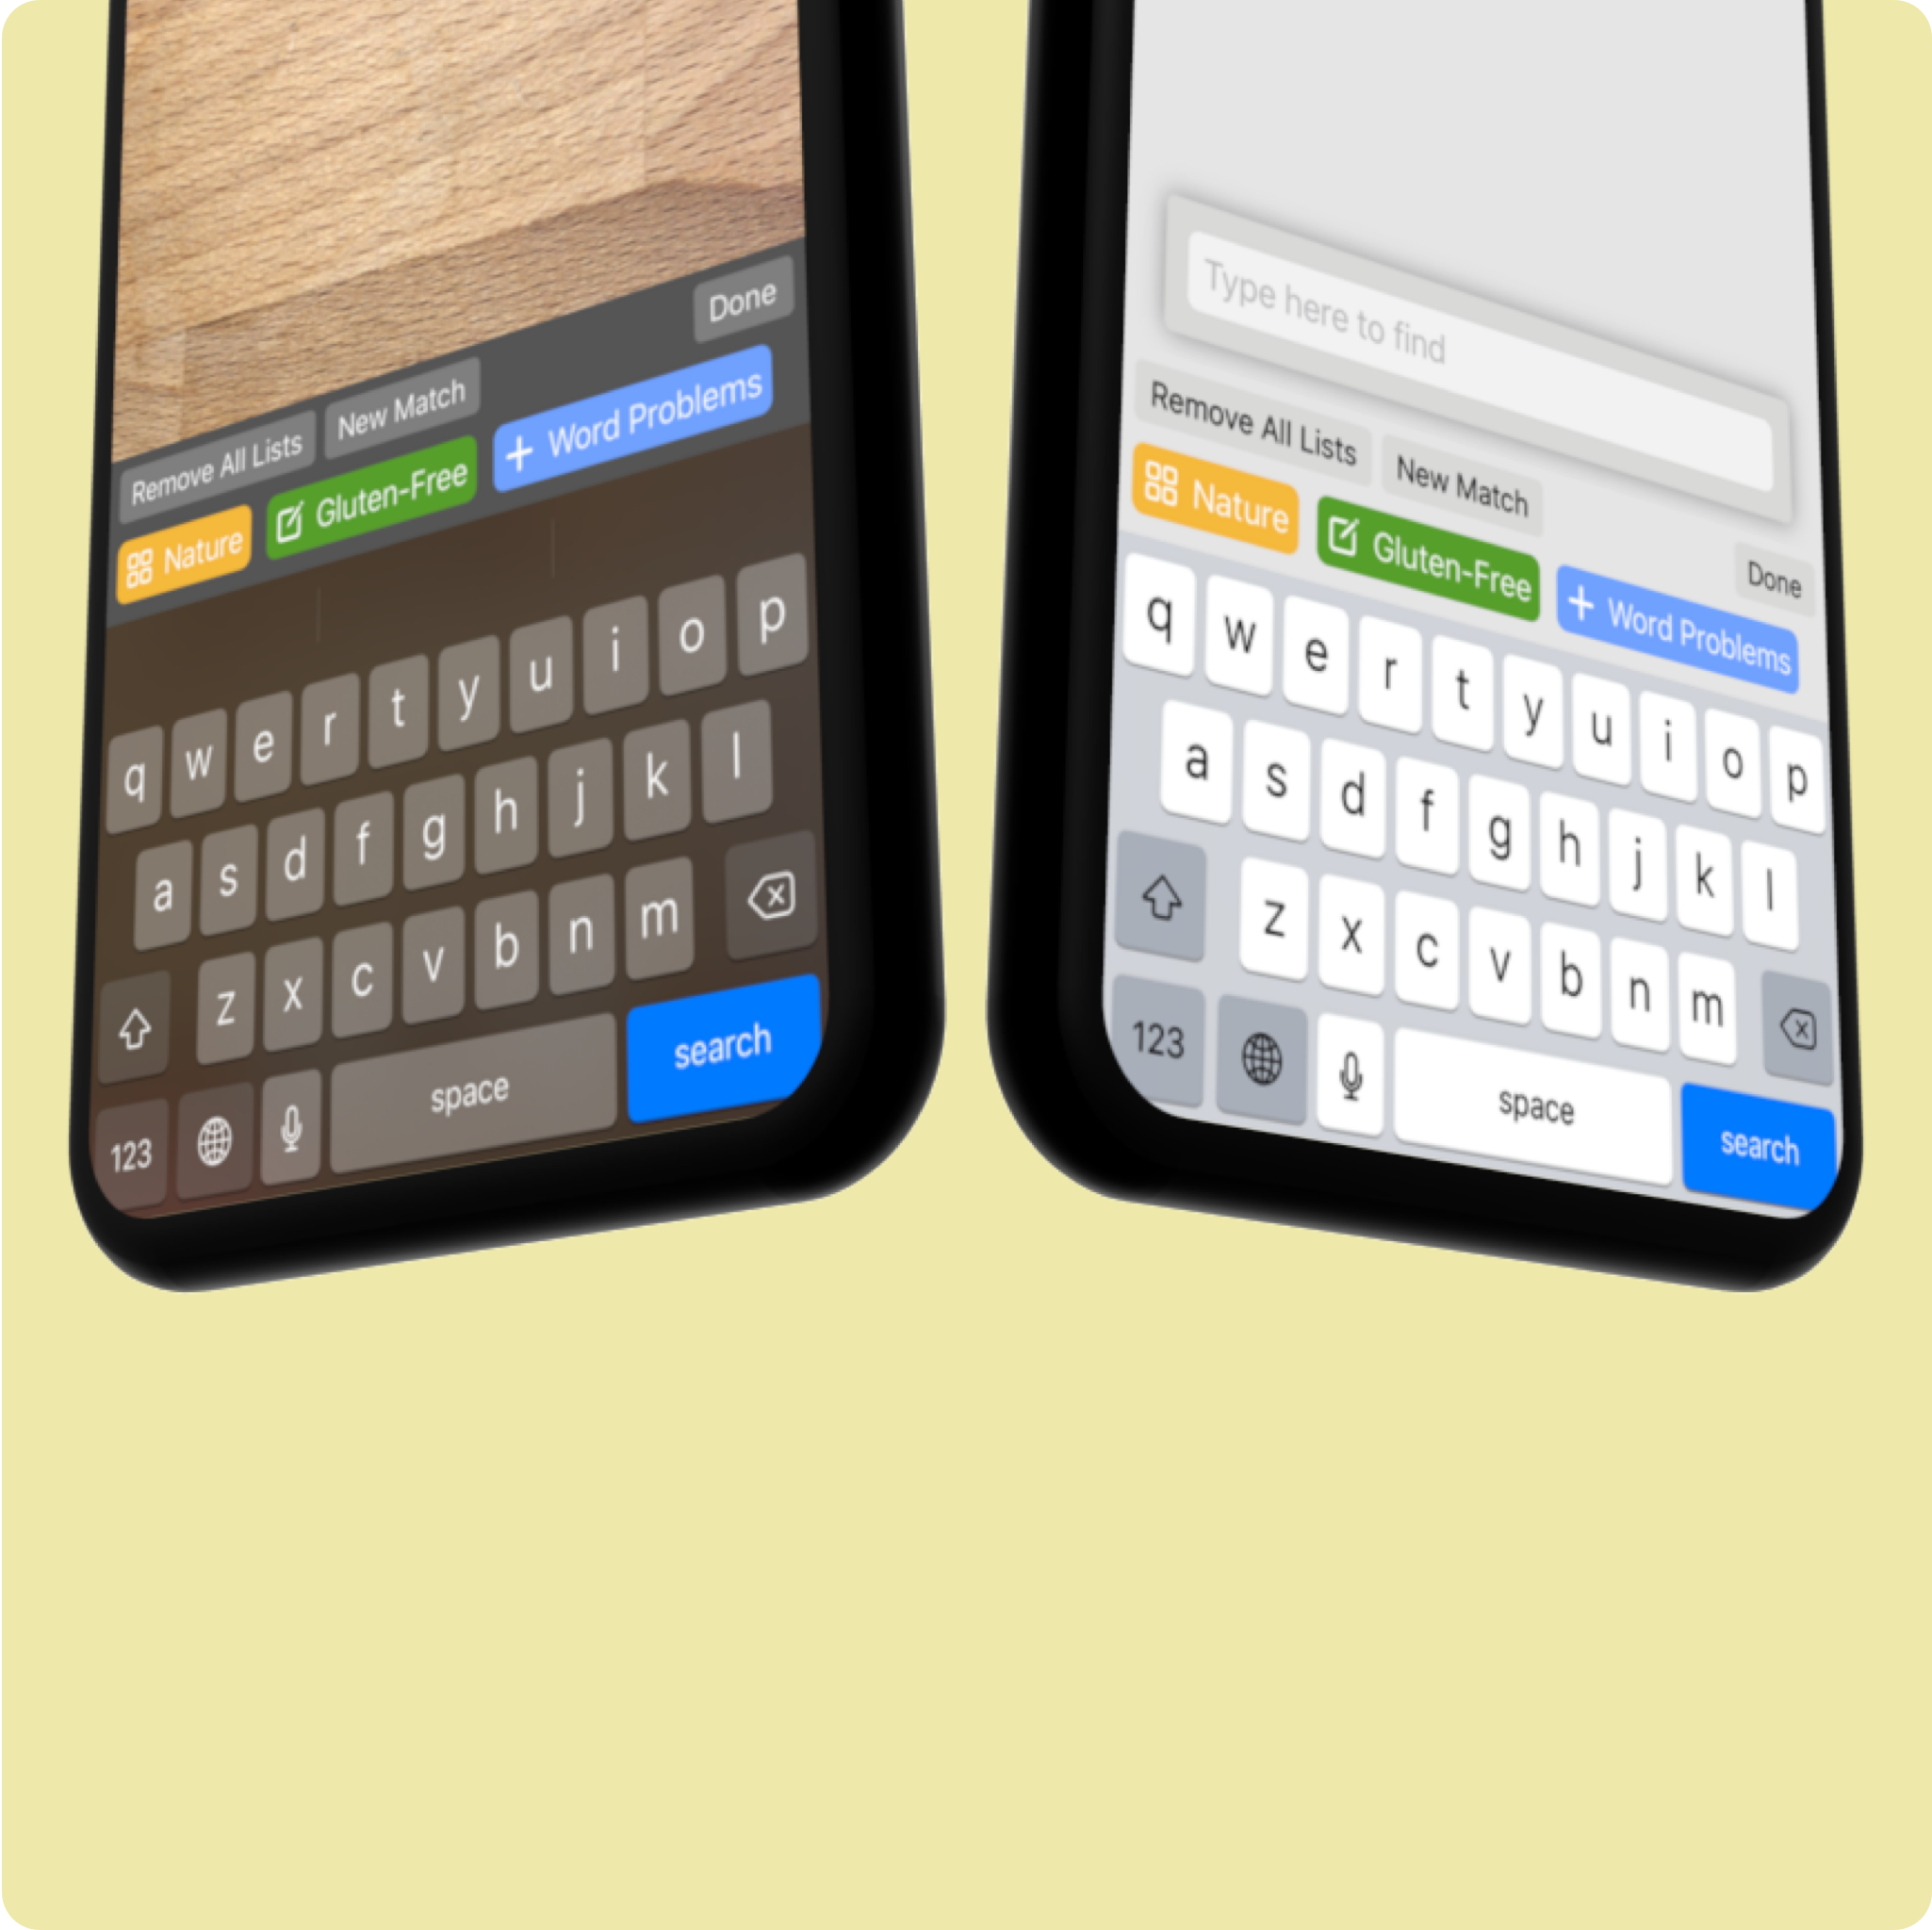 Done
Remove All Lists New Match
Nature Gluten-Free + Word Problems
q w e r t y u i o p
a s d f g h j k l
z x c v b n m
123 space search
Type here to find
Remove All Lists New Match
Done
Nature Gluten-Free + Word Problems
q w e r t y u i o p
a s d f g h j k l
z x c v b n m
123 space search